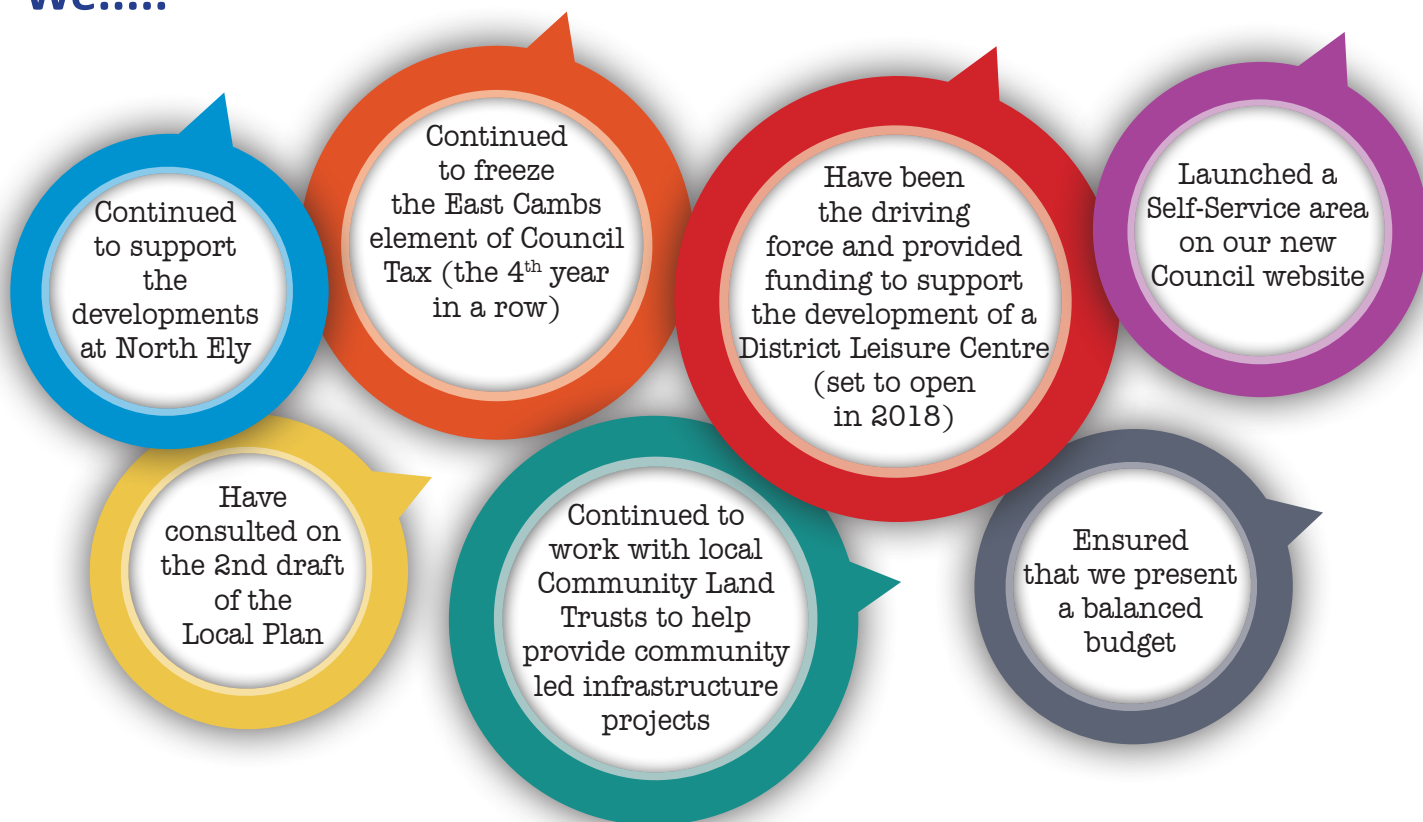 we.....
Continued
to support
the
developments
at North Ely
Continued
to freeze
the East Cambs
element of Council
Tax (the 4th year
in a row)
Have been
the driving
force and provided
funding to support
the development of a
District Leisure Centre
(set to open
in 2018)
Launched a
Self-Service area
on our new
Council website
Have
consulted on
the 2nd draft
of the
Local Plan
Continued to
work with local
Community Land
Trusts to help
provide community
led infrastructure
projects
Ensured
that we present
a balanced
budget